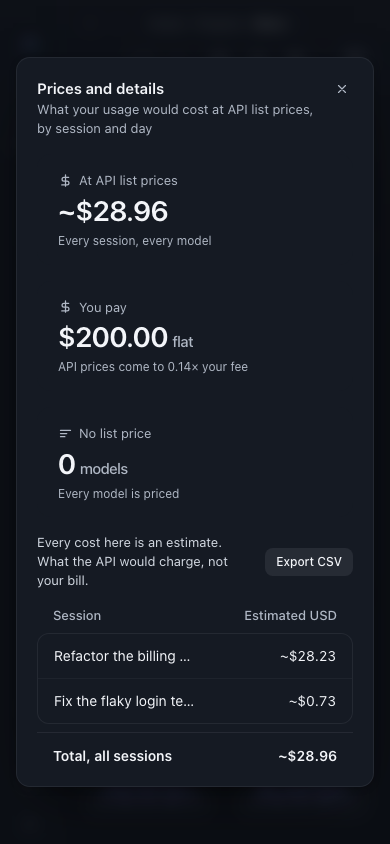 Prices and details
What your usage would cost at API list prices,
by session and day
At API list prices
~$28.96
Every session, every model
You pay
$200.00 flat
API prices come to 0.14× your fee
No list price
0 models
Every model is priced
Every cost here is an estimate.
What the API would charge, not
your bill.
Export CSV
Session Estimated USD
Refactor the billing ... ~$28.23
Fix the flaky login te... ~$0.73
Total, all sessions ~$28.96